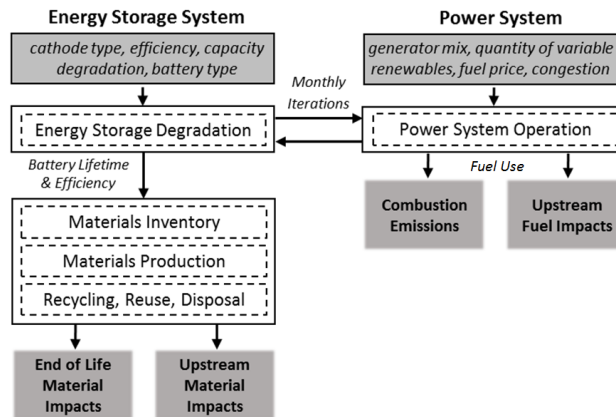 Energy Storage System
cathode type, efficiency, capacity
degradation, battery type
Energy Storage Degradation
Battery Lifetime
& Efficiency
Materials Inventory
Materials Production
Recycling, Reuse, Disposal
End of Life
Material
Impacts
Upstream
Material
Impacts
Monthly
Iterations
Power System
generator mix, quantity of variable
renewables, fuel price, congestion
Power System Operation
Fuel Use
Combustion
Emissions
Upstream
Fuel Impacts